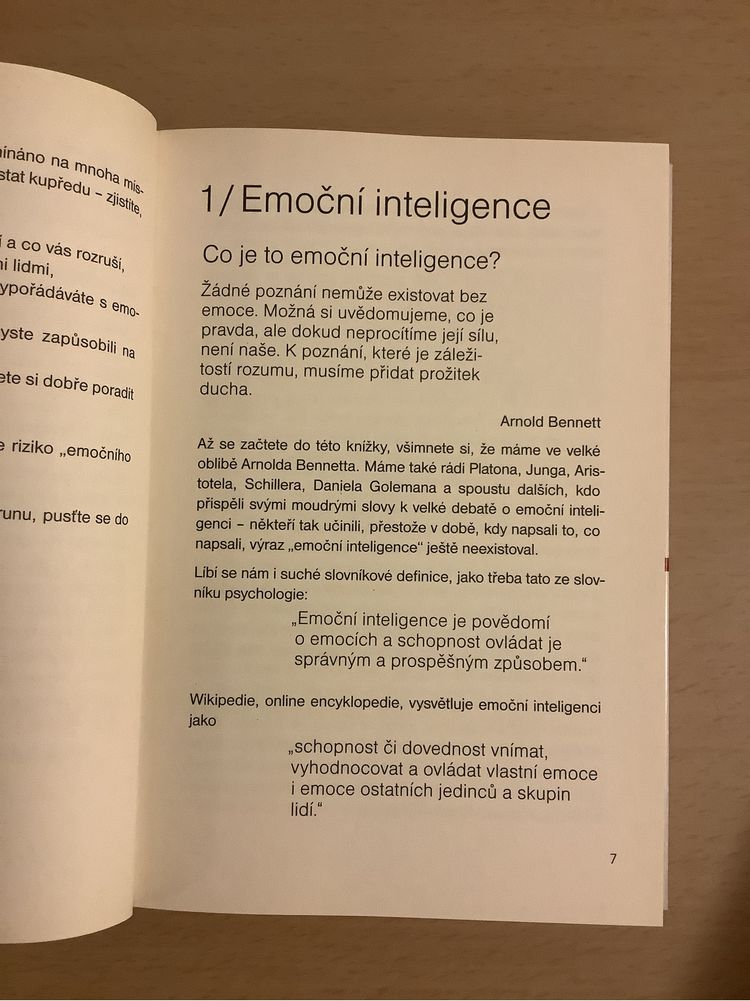 na mnoha mís-
stat kupředu – zjistíte,
í a co vás rozruší,
ni lidmi,
ypořádáváte s emo-
yste zapůsobili na
ete si dobře poradit
e riziko „emočního
runu, pusťte se do
1/ Emoční inteligence
Co je to emoční inteligence?
Žádné poznání nemůže existovat bez
emoce. Možná si uvědomujeme, co je
pravda, ale dokud neprocítíme její sílu,
není naše. K poznání, které je záleži-
tostí rozumu, musíme přidat prožitek
ducha.
Arnold Bennett
Až se začtete do této knížky, všimnete si, že máme ve velké
oblibě Arnolda Bennetta. Máme také rádi Platona, Junga, Aris-
totela, Schillera, Daniela Golemana a spoustu dalších, kdo
přispěli svými moudrými slovy k velké debatě o emoční inteli-
genci – někteří tak učinili, přestože v době, kdy napsali to, co
napsali, výraz „emoční inteligence“ ještě neexistoval.
Líbí se nám i suché slovníkové definice, jako třeba tato ze slov-
níku psychologie:
„Emoční inteligence je povědomí
o emocích a schopnost ovládat je
správným a prospěšným způsobem.“
Wikipedie, online encyklopedie, vysvětluje emoční inteligenci
jako
„schopnost či dovednost vnímat,
vyhodnocovat a ovládat vlastní emoce
i emoce ostatních jedinců a skupin
lidí.“
7